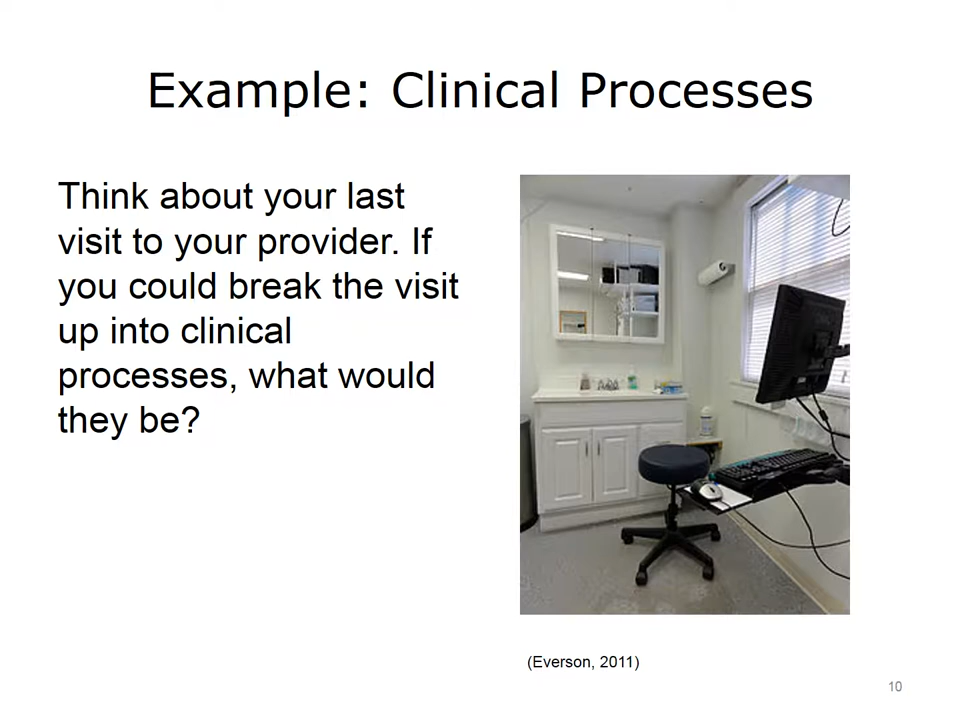 Example: Clinical Processes
Think about your last
visit to your provider. If
you could break the visit
up into clinical
processes, what would
they be?
(Everson, 2011)
10